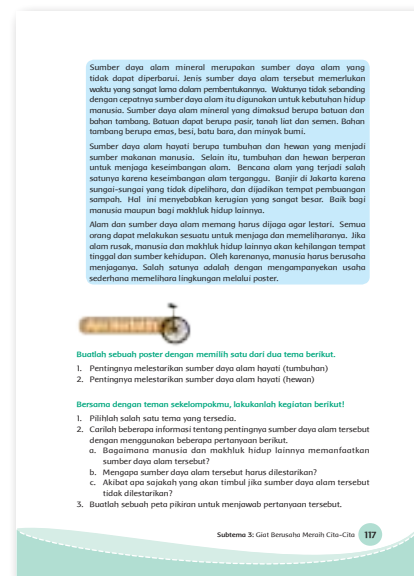 Sumber daya alam mineral merupakan sumber daya alam yang
tidak dapat diperbarui. Jenis sumber daya alam tersebut memerlukan
waktu yang sangat lama dalam pembentukannya. Waktunya tidak sebanding
dengan cepatnya sumber daya alam itu digunakan untuk kebutuhan hidup
manusia. Sumber daya alam mineral yang dimaksud berupa batuan dan
bahan tambang. Batuan dapat berupa pasir, tanah liat dan semen. Bahan
tambang berupa emas, besi, batu bara, dan minyak bumi.
Sumber daya alam hayati berupa tumbuhan dan hewan yang menjadi
sumber makanan manusia. Selain itu, tumbuhan dan hewan berperan
untuk menjaga keseimbangan alam. Bencana alam yang terjadi salah
satunya karena keseimbangan alam terganggu. Banjir di Jakarta karena
sungai-sungai yang tidak dipelihara, dan dijadikan tempat pembuangan
sampah. Hal ini menyebabkan kerugian yang sangat besar. Baik bagi
manusia maupun bagi makhluk hidup lainnya.
Alam dan sumber daya alam memang harus dijaga agar lestari. Semua
orang dapat melakukan sesuatu untuk menjaga dan memeliharanya. Jika
alam rusak, manusia dan makhluk hidup lainnya akan kehilangan tempat
tinggal dan sumber kehidupan. Oleh karenanya, manusia harus berusaha
menjaganya. Salah satunya adalah dengan mengampanyekan usaha
sederhana memelihara lingkungan melalui poster.
Buatlah sebuah poster dengan memilih satu dari dua tema berikut.
1. Pentingnya melestarikan sumber daya alam hayati (tumbuhan)
2. Pentingnya melestarikan sumber daya alam hayati (hewan)
Bersama dengan teman sekelompokmu, lakukanlah kegiatan berikut!
1. Pilihlah salah satu tema yang tersedia.
2. Carilah beberapa informasi tentang pentingnya sumber daya alam tersebut
dengan menggunakan beberapa pertanyaan berikut.
a. Bagaimana manusia dan makhluk hidup lainnya memanfaatkan
sumber daya alam tersebut?
b. Mengapa sumber daya alam tersebut harus dilestarikan?
c. Akibat apa sajakah yang akan timbul jika sumber daya alam tersebut
tidak dilestarikan?
3. Buatlah sebuah peta pikiran untuk menjawab pertanyaan tersebut.
Subtema 3: Giat Berusaha Meraih Cita-Cita 117